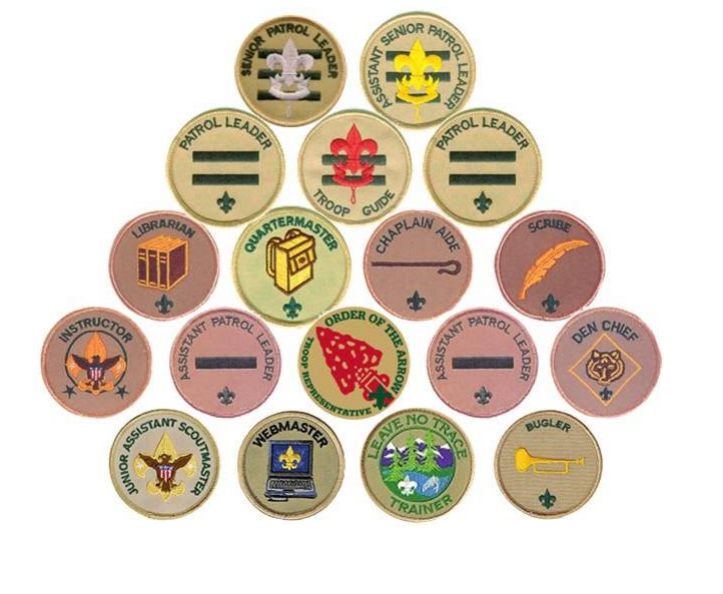 SENIOR PATROL LEADER
ASSISTANT SENIOR PATROL LEADER
PATROL LEADER
TROOP GUIDE
PATROL LEADER
LIBRARIAN
QUARTERMASTER
CHAPLAIN AIDE
SCRIBE
INSTRUCTOR
ASSISTANT PATROL LEADER
ORDER OF THE ARROW
TROOP REPRESENTATIVE
ASSISTANT PATROL LEADER
DEN CHIEF
JUNIOR ASSISTANT SCOUTMASTER
WEBMASTER
LEAVE NO TRACE
TRAINER
BUGLER